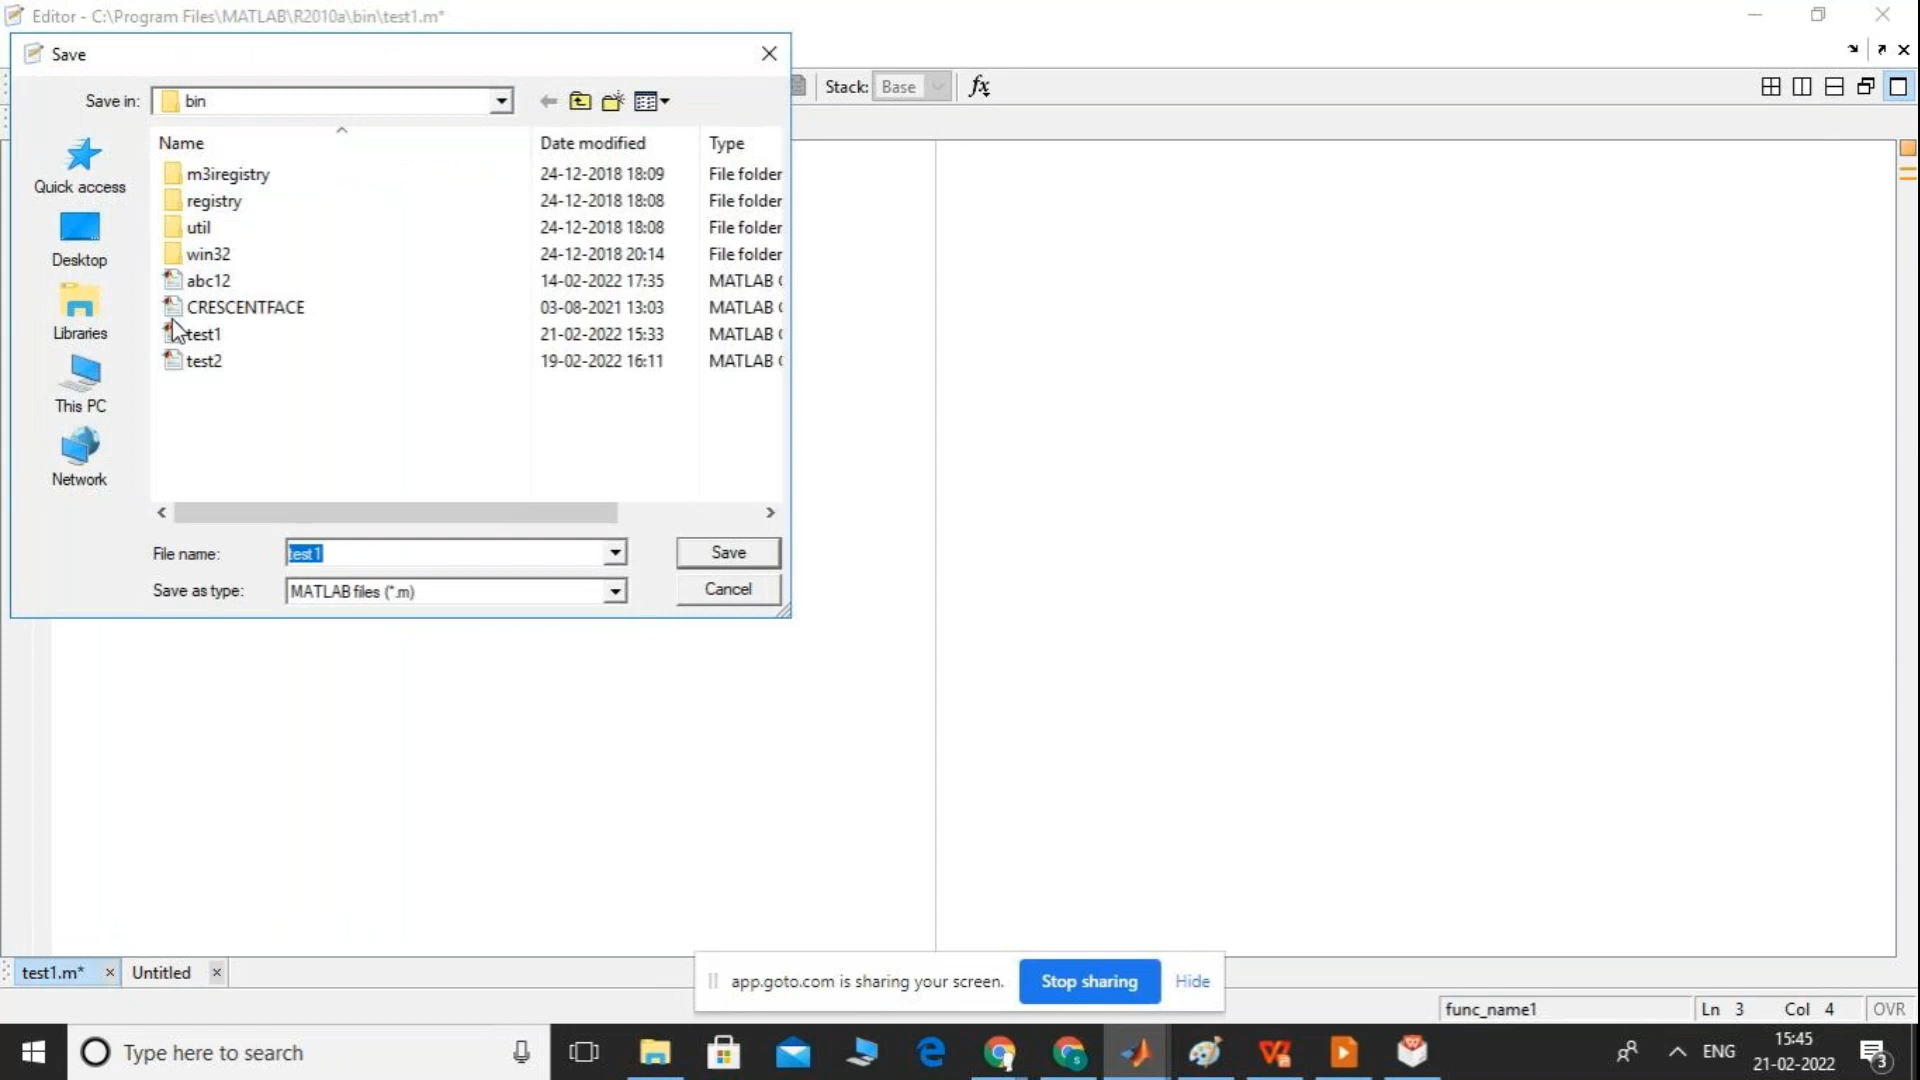 Editor - C:\Program Files\MATLAB\R2010a\bin\test1.m*
Save
Stack: Base
fx
Save in: bin
Name Date modified Type
Quick access
Desktop
Libraries
This PC
Network
m3iregistry 24-12-2018 18:09 File folder
registry 24-12-2018 18:08 File folder
util 24-12-2018 18:08 File folder
win32 24-12-2018 20:14 File folder
abc12 14-02-2022 17:35 MATLAB
CRESCENTFACE 03-08-2021 13:03 MATLAB
test1 21-02-2022 15:33 MATLAB
test2 19-02-2022 16:11 MATLAB
File name: test1 Save
Save as type: MATLAB files (*.m) Cancel
test1.m* Untitled
app.goto.com is sharing your screen. Stop sharing Hide
func_name1 Ln 3 Col 4 OVR
Type here to search
ENG
15:45
21-02-2022
3